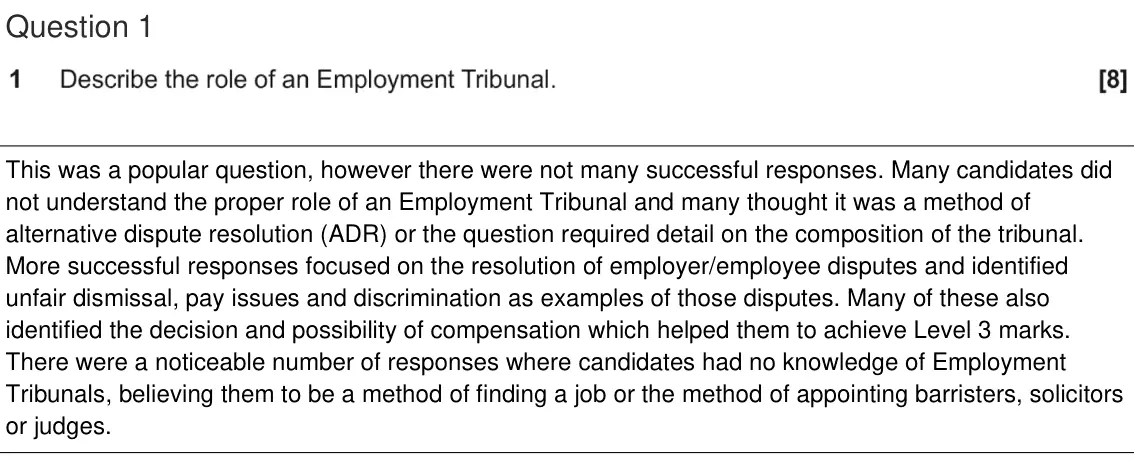 Question 1
1 Describe the role of an Employment Tribunal. [8]
This was a popular question, however there were not many successful responses. Many candidates did
not understand the proper role of an Employment Tribunal and many thought it was a method of
alternative dispute resolution (ADR) or the question required detail on the composition of the tribunal.
More successful responses focused on the resolution of employer/employee disputes and identified
unfair dismissal, pay issues and discrimination as examples of those disputes. Many of these also
identified the decision and possibility of compensation which helped them to achieve Level 3 marks.
There were a noticeable number of responses where candidates had no knowledge of Employment
Tribunals, believing them to be a method of finding a job or the method of appointing barristers, solicitors
or judges.